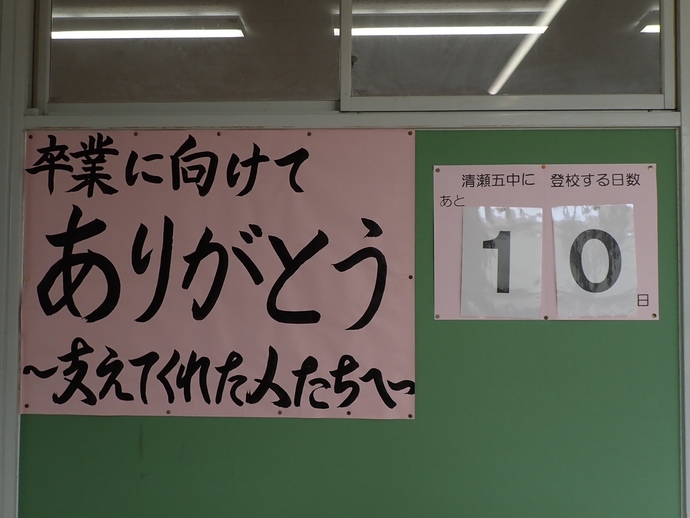 卒業に向けて
ありがとう
〜支えてくれた人たちへ〜
清瀬五中に 登校する日数
あと
10
日